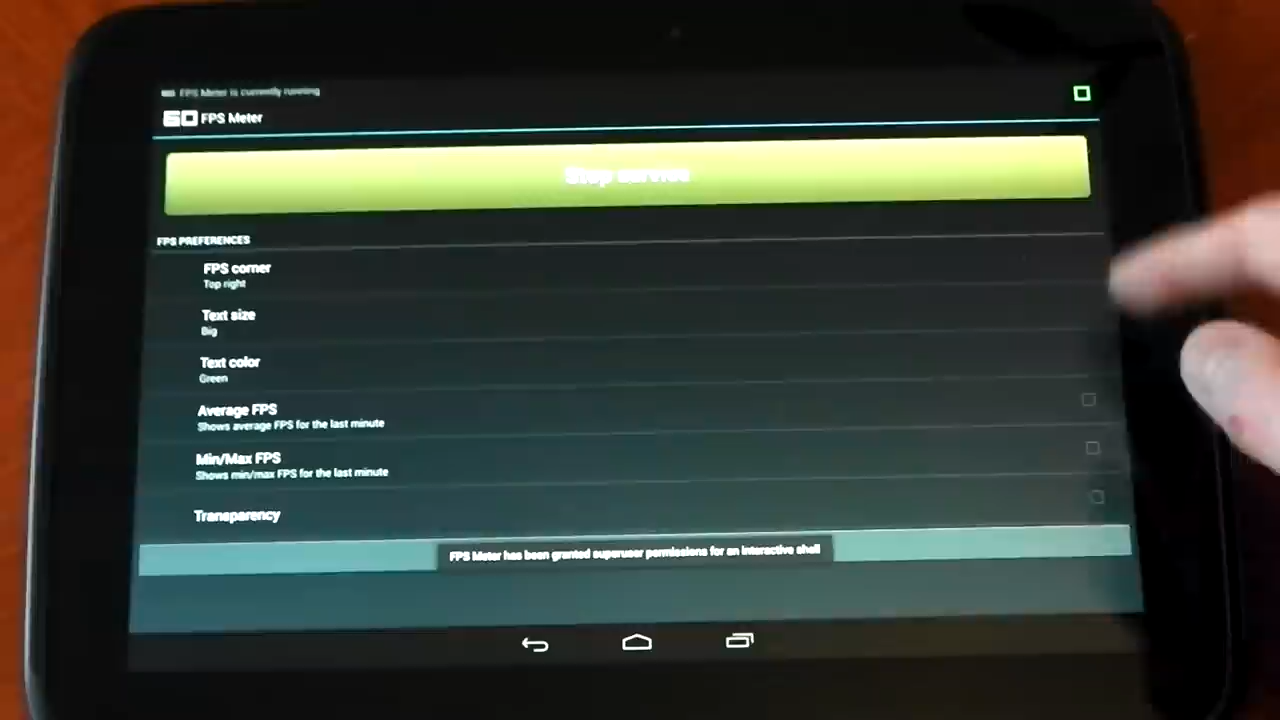 FPS Meter is currently running
60 FPS Meter
Stop service
FPS PREFERENCES
FPS corner
Top right
Text size
Big
Text color
Green
Average FPS
Shows average FPS for the last minute
Min/Max FPS
Shows min/max FPS for the last minute
Transparency
FPS Meter has been granted superuser permissions for an interactive shell